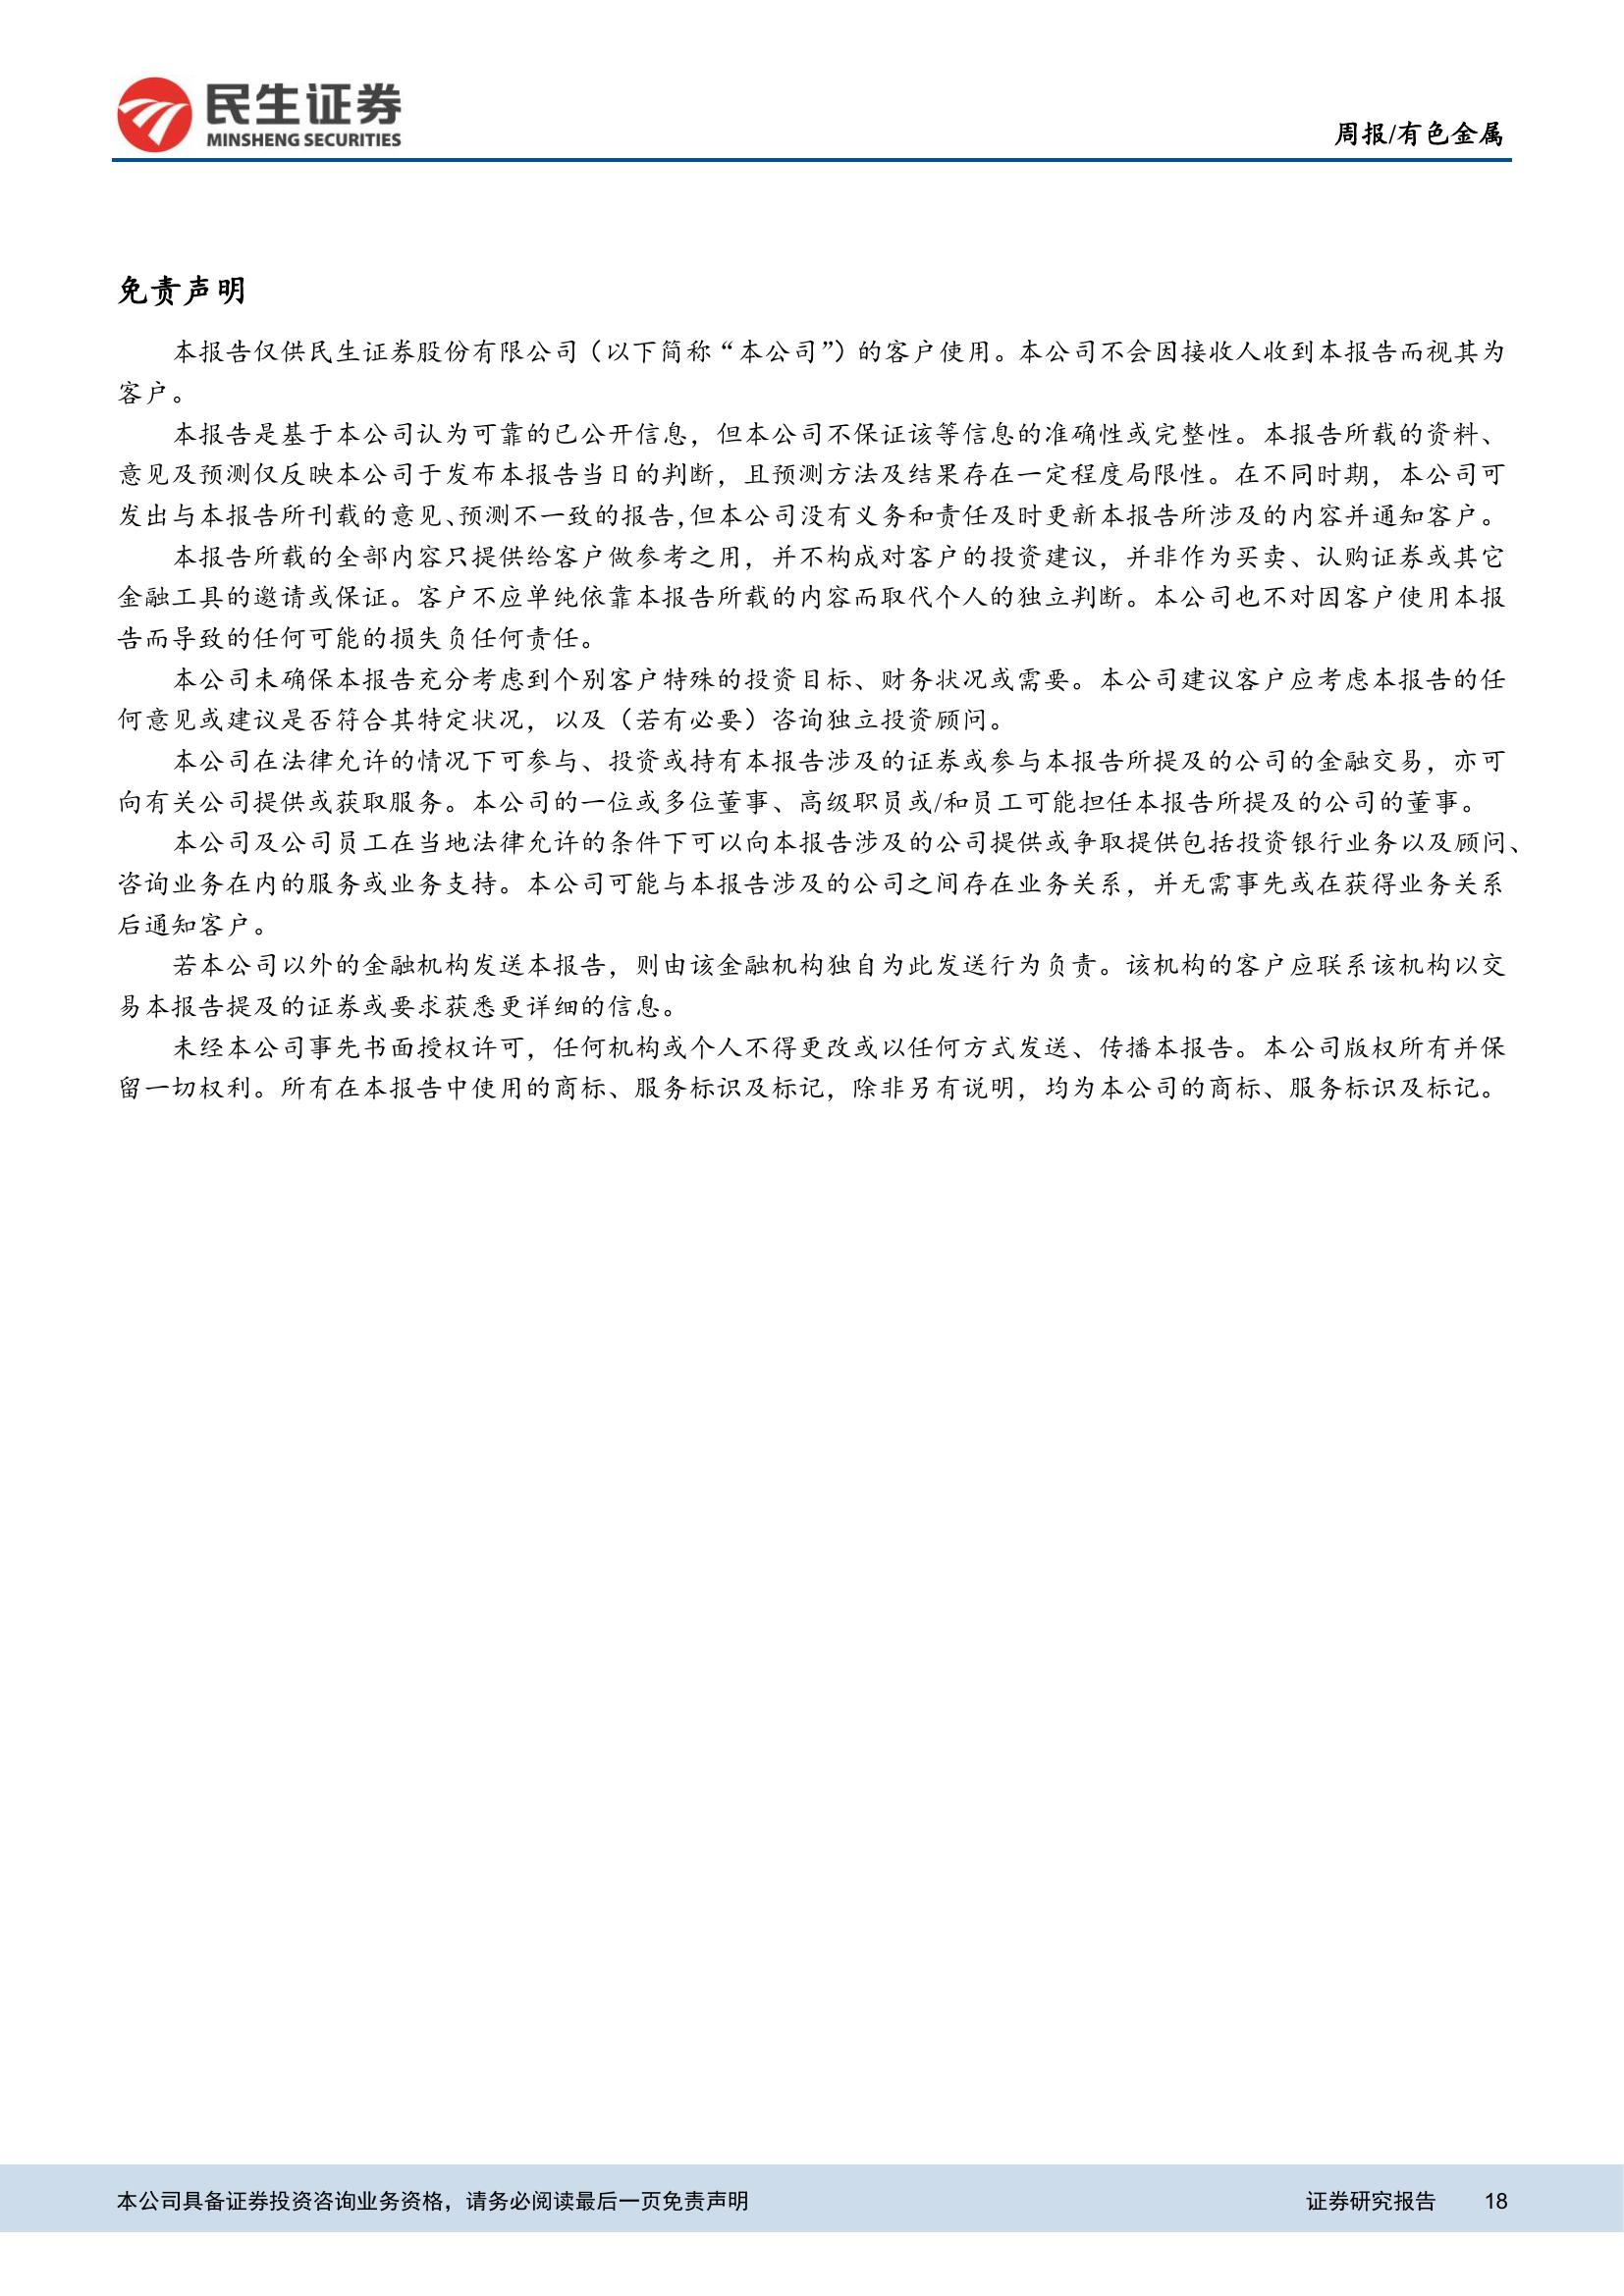 民生证券
MINSHENG SECURITIES
周报/有色金属
免责声明
本报告仅供民生证券股份有限公司（以下简称“本公司”）的客户使用。本公司不会因接收人收到本报告而视其为
客户。
本报告是基于本公司认为可靠的已公开信息，但本公司不保证该等信息的准确性或完整性。本报告所载的资料、
意见及预测仅反映本公司于发布本报告当日的判断，且预测方法及结果存在一定程度局限性。在不同时期，本公司可
发出与本报告所刊载的意见、预测不一致的报告，但本公司没有义务和责任及时更新本报告所涉及的内容并通知客户。
本报告所载的全部内容只提供给客户做参考之用，并不构成对客户的投资建议，并非作为买卖、认购证券或其它
金融工具的邀请或保证。客户不应单纯依靠本报告所载的内容而取代个人的独立判断。本公司也不对因客户使用本报
告而导致的任何可能的损失负任何责任。
本公司未确保本报告充分考虑到个别客户特殊的投资目标、财务状况或需要。本公司建议客户应考虑本报告的任
何意见或建议是否符合其特定状况，以及（若有必要）咨询独立投资顾问。
本公司在法律允许的情况下可参与、投资或持有本报告涉及的证券或参与本报告所提及的公司的金融交易，亦可
向有关公司提供或获取服务。本公司的一位或多位董事、高级职员或/和员工可能担任本报告所提及的公司的董事。
本公司及公司员工在当地法律允许的条件下可以向本报告涉及的公司提供或争取提供包括投资银行业务以及顾问、
咨询业务在内的服务或业务支持。本公司可能与本报告涉及的公司之间存在业务关系，并无需事先或在获得业务关系
后通知客户。
若本公司以外的金融机构发送本报告，则由该金融机构独自为此发送行为负责。该机构的客户应联系该机构以交
易本报告提及的证券或要求获悉更详细的信息。
未经本公司事先书面授权许可，任何机构或个人不得更改或以任何方式发送、传播本报告。本公司版权所有并保
留一切权利。所有在本报告中使用的商标、服务标识及标记，除非另有说明，均为本公司的商标、服务标识及标记。
本公司具备证券投资咨询业务资格，请务必阅读最后一页免责声明
证券研究报告 18